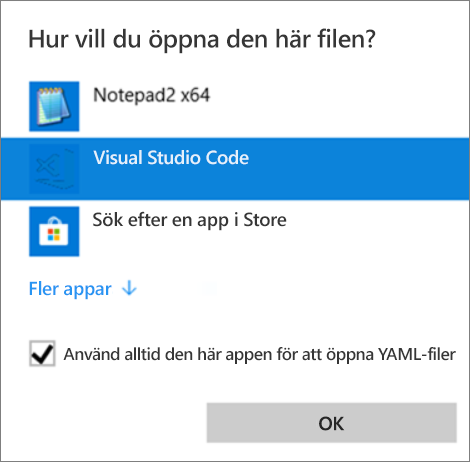 Hur vill du öppna den här filen?
Notepad2 x64
Visual Studio Code
Sök efter en app i Store
Fler appar
Använd alltid den här appen för att öppna YAML-filer
OK